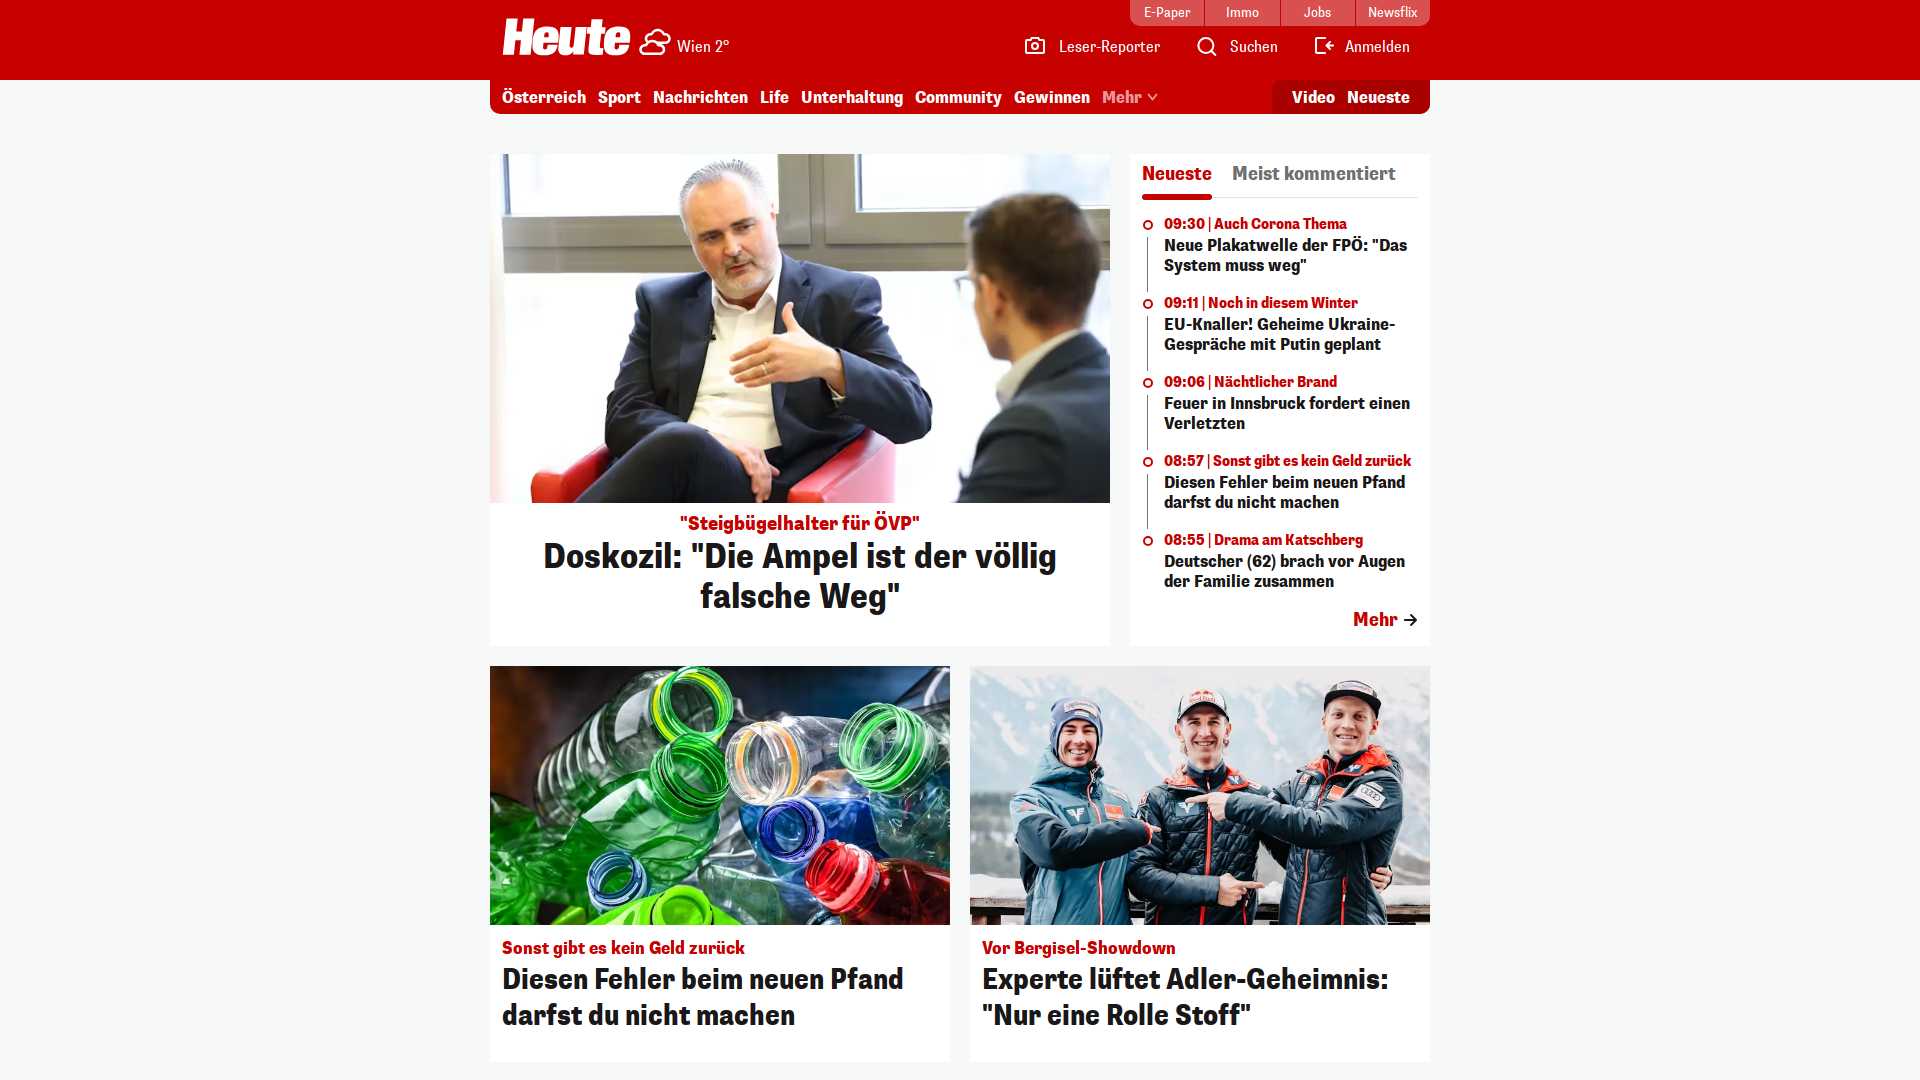 E-Paper
Immo
Jobs
Newsflix
Heute
Wien 2°
Leser-Reporter
Suchen
Anmelden
Österreich
Sport
Nachrichten
Life
Unterhaltung
Community
Gewinnen
Mehr
Video
Neueste
"Steigbügelhalter für ÖVP"
Doskozil: "Die Ampel ist der völlig
falsche Weg"
Neueste
Meist kommentiert
09:30 | Auch Corona Thema
Neue Plakatwelle der FPÖ: "Das
System muss weg"
09:11 | Noch in diesem Winter
EU-Knaller! Geheime Ukraine-
Gespräche mit Putin geplant
09:06 | Nächtlicher Brand
Feuer in Innsbruck fordert einen
Verletzten
08:57 | Sonst gibt es kein Geld zurück
Diesen Fehler beim neuen Pfand
darfst du nicht machen
08:55 | Drama am Katschberg
Deutscher (62) brach vor Augen
der Familie zusammen
Mehr
Sonst gibt es kein Geld zurück
Diesen Fehler beim neuen Pfand
darfst du nicht machen
Vor Bergisel-Showdown
Experte lüftet Adler-Geheimnis:
"Nur eine Rolle Stoff"